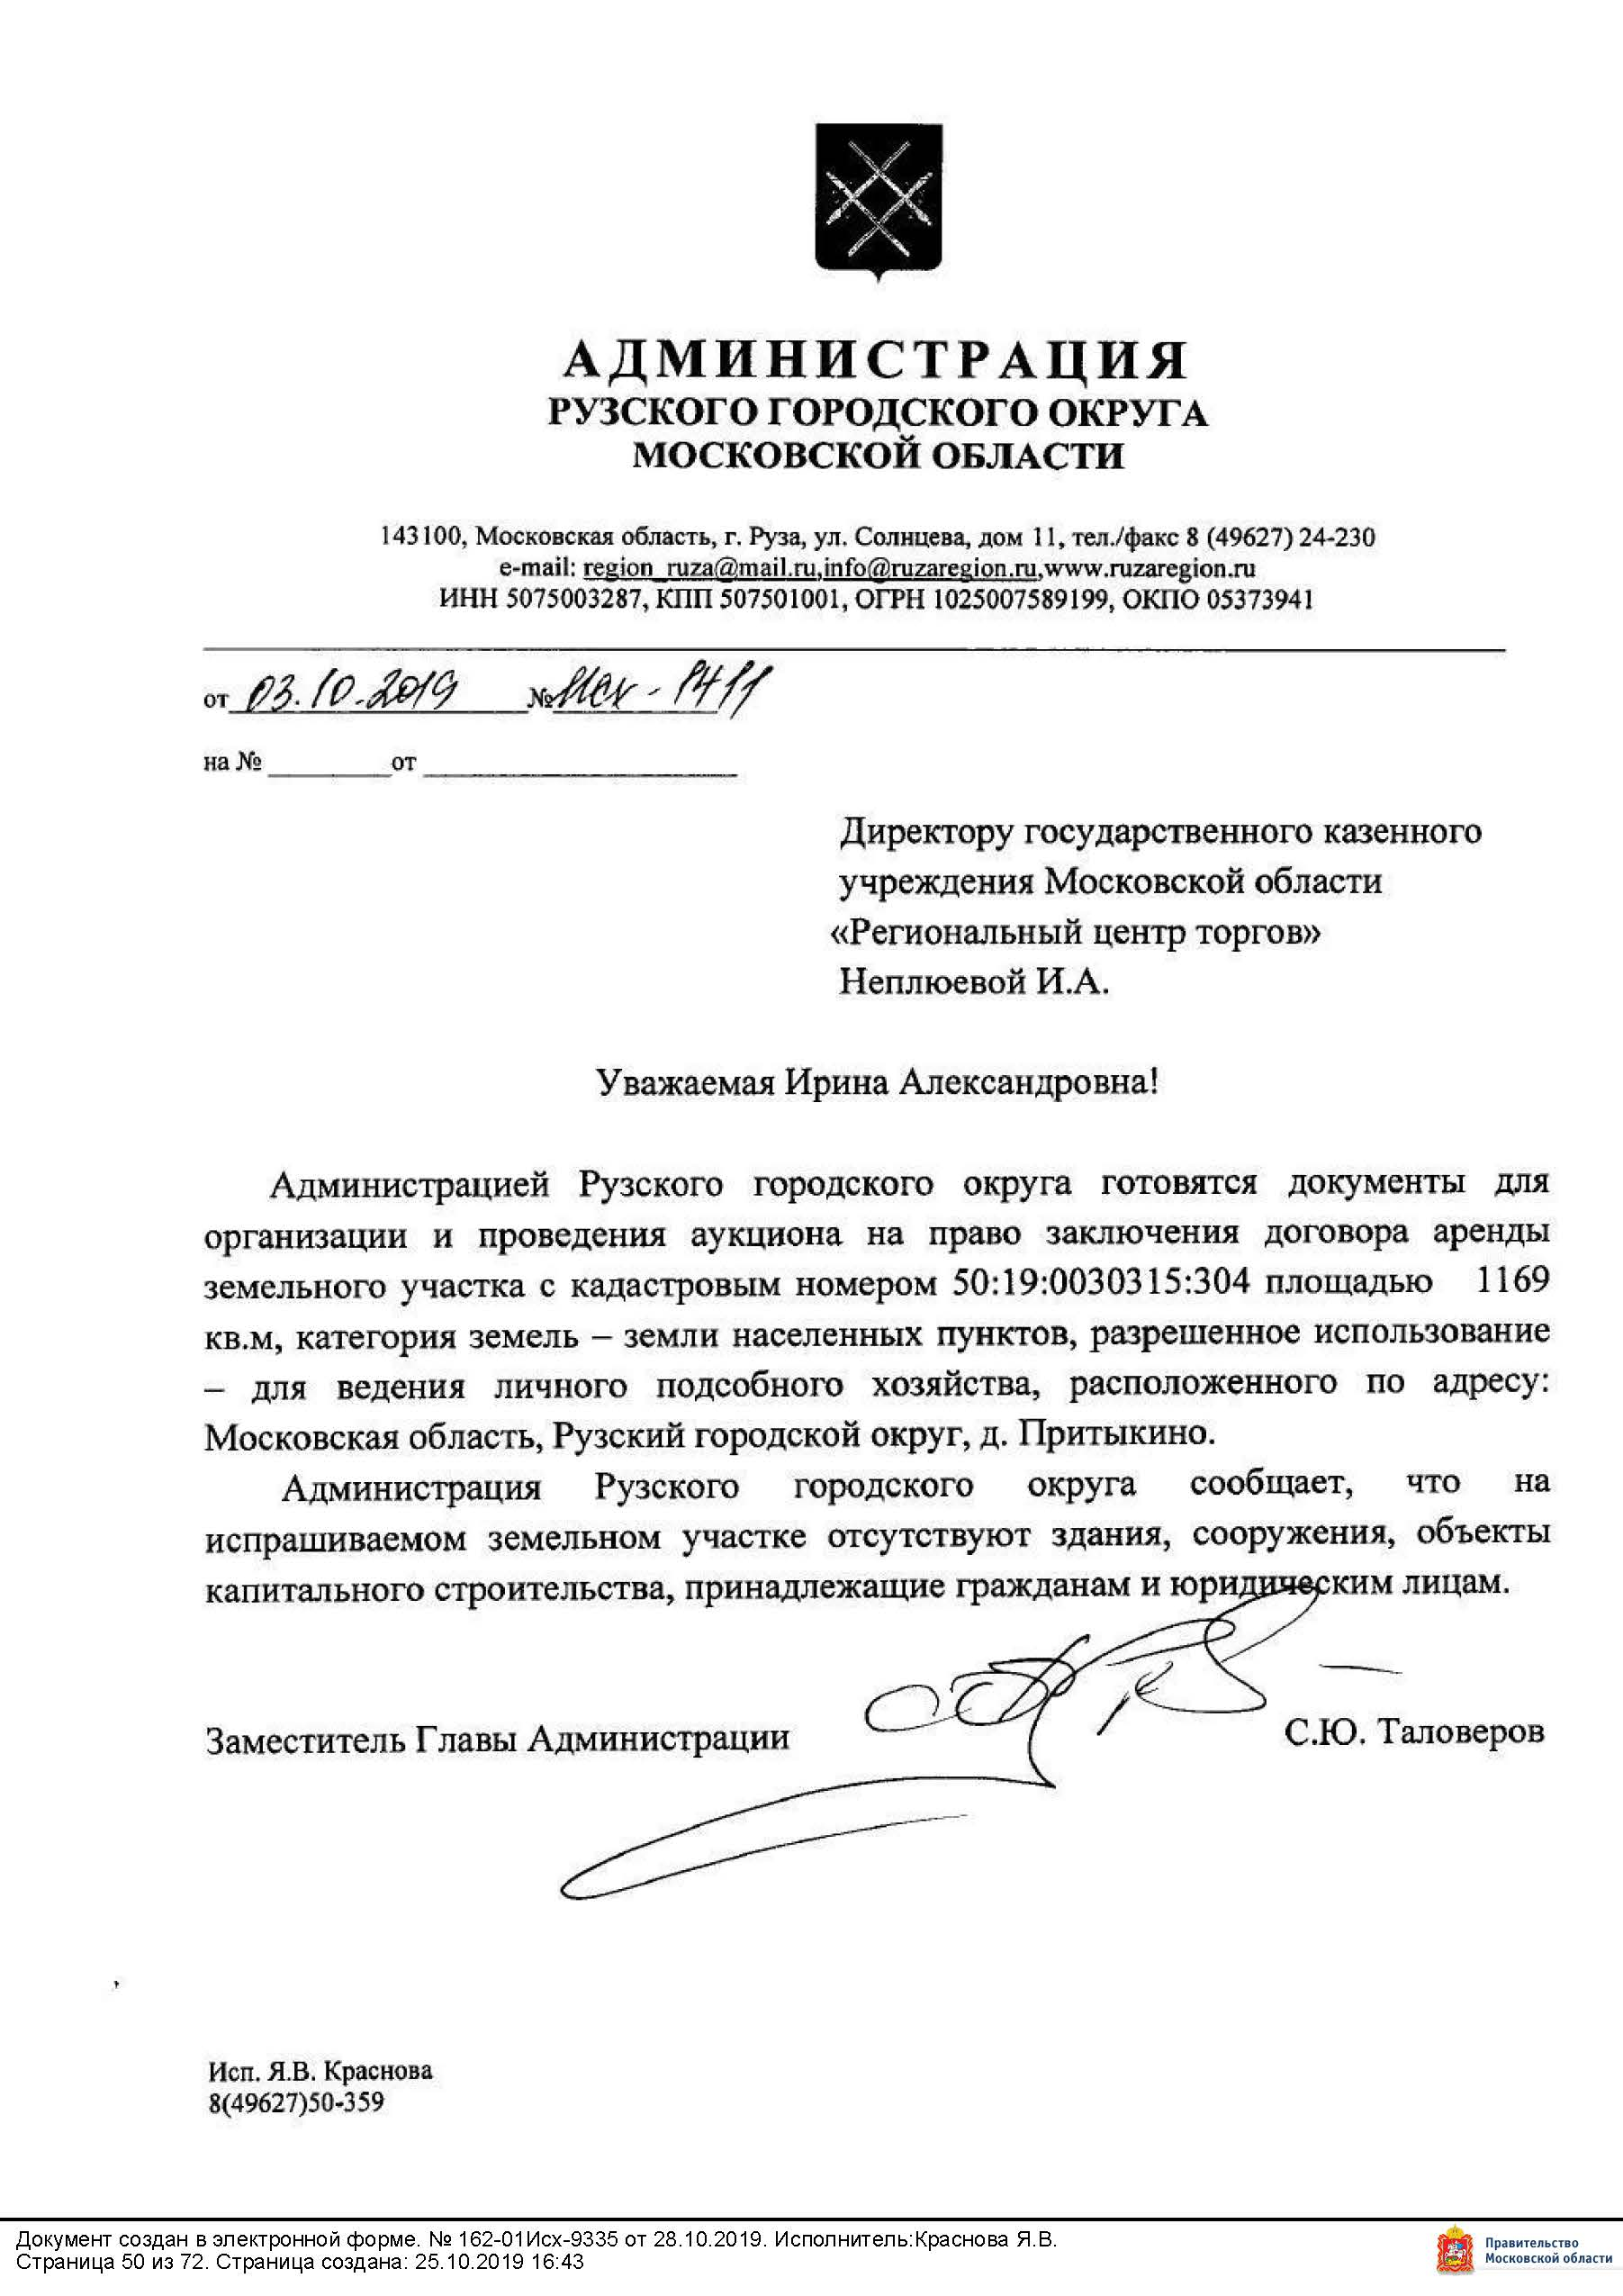 АДМИНИСТРАЦИЯ
РУЗСКОГО ГОРОДСКОГО ОКРУГА
МОСКОВСКОЙ ОБЛАСТИ
143100, Московская область, г. Руза, ул. Солнцева, дом 11, тел./факс 8 (49627) 24-230
e-mail: region_ruza@mail.ru,info@ruzaregion.ru,www.ruzaregion.ru
ИНН 5075003287, КПП 507501001, ОГРН 1025007589199, ОКПО 05373941
от 03.10.2019 № Исх-1411
на № от
Директору государственного казенного
учреждения Московской области
«Региональный центр торгов»
Неплюевой И.А.
Уважаемая Ирина Александровна!
Администрацией Рузского городского округа готовятся документы для
организации и проведения аукциона на право заключения договора аренды
земельного участка с кадастровым номером 50:19:0030315:304 площадью 1169
кв.м, категория земель – земли населенных пунктов, разрешенное использование
– для ведения личного подсобного хозяйства, расположенного по адресу:
Московская область, Рузский городской округ, д. Притыкино.
Администрация Рузского городского округа сообщает, что на
испрашиваемом земельном участке отсутствуют здания, сооружения, объекты
капитального строительства, принадлежащие гражданам и юридическим лицам.
Заместитель Главы Администрации С.Ю. Таловеров
Исп. Я.В. Краснова
8(49627)50-359
Документ создан в электронной форме. № 162-01Исх-9335 от 28.10.2019. Исполнитель:Краснова Я.В.
Страница 50 из 72. Страница создана: 25.10.2019 16:43
Правительство
Московской области